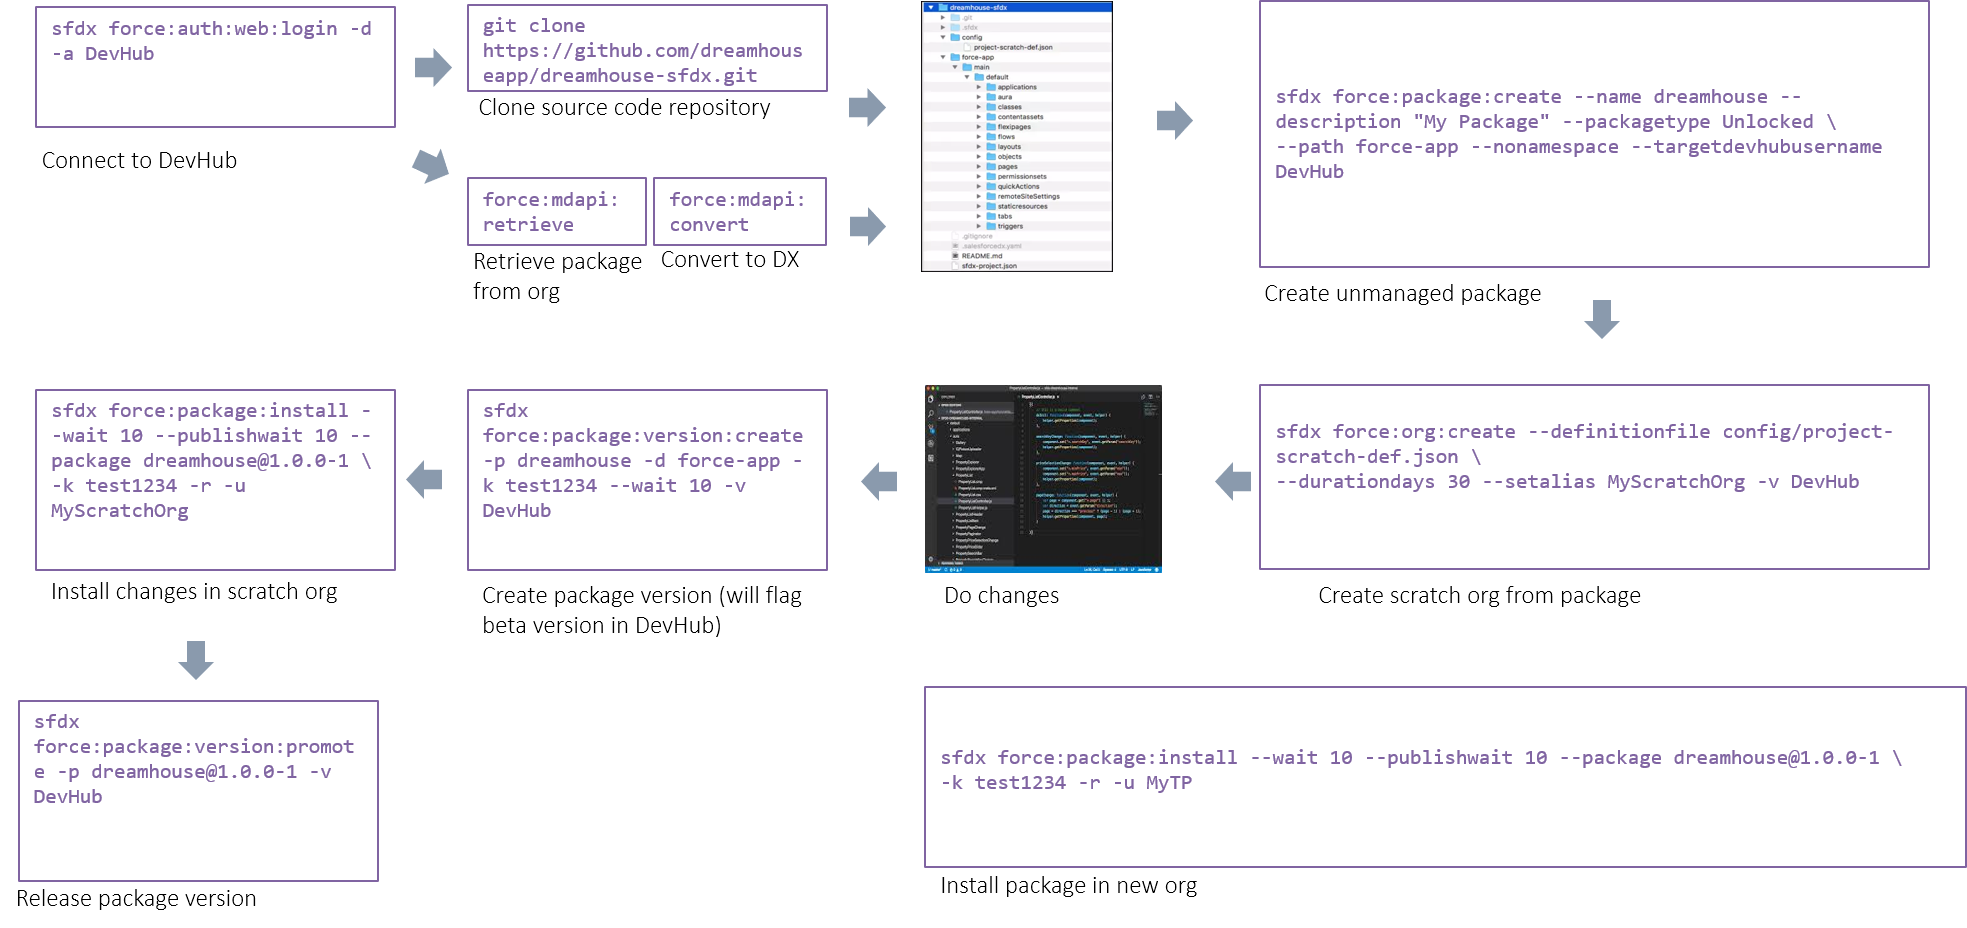 sfdx force:auth:web:login -d
-a DevHub
Connect to DevHub
git clone
https://github.com/dreamhous
eapp/dreamhouse-sfdx.git
Clone source code repository
force:mdapi:
retrieve
Retrieve package
from org
force:mdapi:
convert
Convert to DX
dreamhouse-sfdx
.git
.sfdx
config
project-scratch-def.json
force-app
main
default
applications
aura
classes
contentassets
flexipages
flows
layouts
objects
pages
permissionsets
quickActions
remoteSiteSettings
staticresources
tabs
triggers
.gitignore
.salesforcedx.yaml
README.md
sfdx-project.json
sfdx force:package:create --name dreamhouse --
description "My Package" --packagetype Unlocked \
--path force-app --nonamespace --targetdevhubusername
DevHub
Create unmanaged package
sfdx force:org:create --definitionfile config/project-
scratch-def.json \
--durationdays 30 --setalias MyScratchOrg -v DevHub
Create scratch org from package
Do changes
sfdx
force:package:version:create
-p dreamhouse -d force-app -
k test1234 --wait 10 -v
DevHub
Create package version (will flag
beta version in DevHub)
sfdx force:package:install -
-wait 10 --publishwait 10 --
package dreamhouse@1.0.0-1 \
-k test1234 -r -u
MyScratchOrg
Install changes in scratch org
sfdx
force:package:version:promot
e -p dreamhouse@1.0.0-1 -v
DevHub
Release package version
sfdx force:package:install --wait 10 --publishwait 10 --package dreamhouse@1.0.0-1 \
-k test1234 -r -u MyTP
Install package in new org